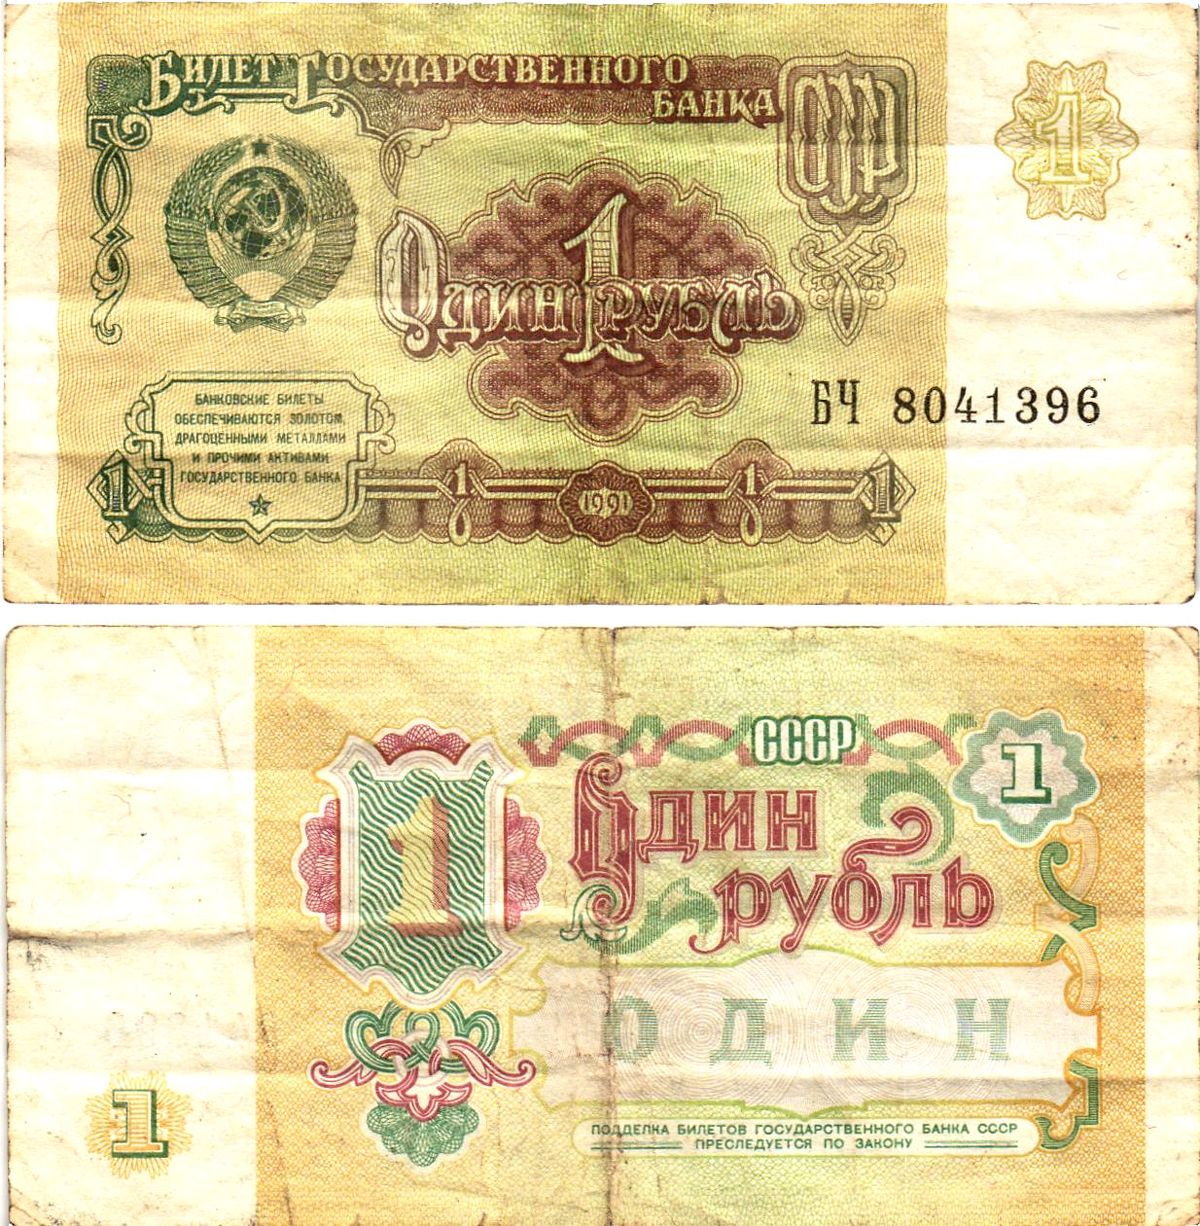 БИЛЕТ ГОСУДАРСТВЕННОГО
БАНКА
СССР
1
1
ОДИН РУБЛЬ
БЧ 8041396
БАНКОВСКИЕ БИЛЕТЫ
ОБЕСПЕЧИВАЮТСЯ ЗОЛОТОМ,
ДРАГОЦЕННЫМИ МЕТАЛЛАМИ
И ПРОЧИМИ АКТИВАМИ
ГОСУДАРСТВЕННОГО БАНКА
1 1 1991 1 1
СССР
1
1
ОДИН
РУБЛЬ
ОДИН
1
ПОДДЕЛКА БИЛЕТОВ ГОСУДАРСТВЕННОГО БАНКА СССР
ПРЕСЛЕДУЕТСЯ ПО ЗАКОНУ